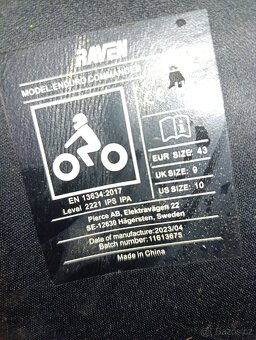 RAVEN
EN 13634:2017
Level 2221 IPS IPA
EUR SIZE: 43
UK SIZE: 9
US SIZE: 10
Pierce AB, Elektravägen 22
SE-12630 Hägersten, Sweden
Date of manufacture: 2023/04
Batch number: 11613675
Made in China